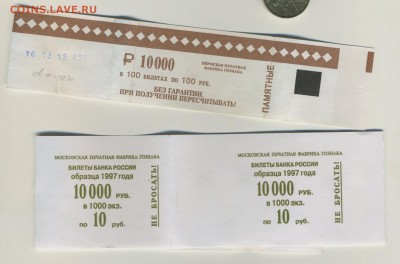 COINS.LAY.RU
₽ 10000
В 100 БИЛЕТАХ ПО 100 РУБ.
ПЕРМСКАЯ ПЕЧАТНАЯ
ФАБРИКА ГОЗНАКА
БЕЗ ГАРАНТИИ.
ПРИ ПОЛУЧЕНИИ ПЕРЕСЧИТЫВАТЬ!
ПАМЯТНЫЕ
МОСКОВСКАЯ ПЕЧАТНАЯ ФАБРИКА ГОЗНАКА
БИЛЕТЫ БАНКА РОССИИ
образца 1997 года
10 000 РУБ.
в 1000 экз.
по 10 руб.
НЕ БРОСАТЬ!
МОСКОВСКАЯ ПЕЧАТНАЯ ФАБРИКА ГОЗНАКА
БИЛЕТЫ БАНКА РОССИИ
образца 1997 года
10 000 РУБ.
в 1000 экз.
по 10 руб.
НЕ БРОСАТЬ!